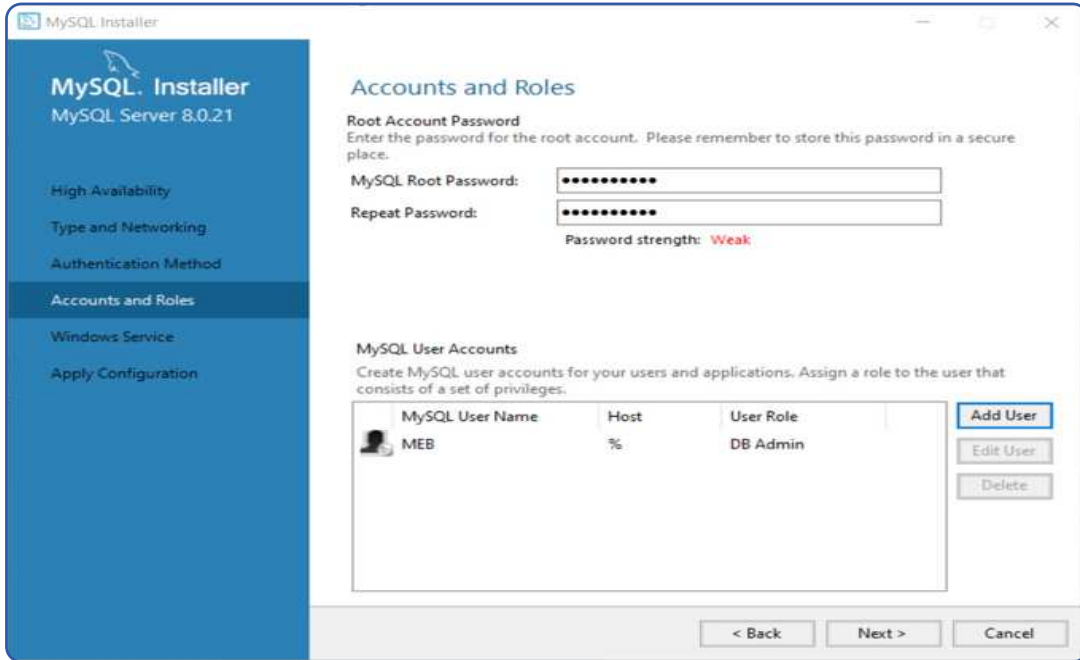 MySQL Installer
MySQL. Installer
MySQL Server 8.0.21
High Availability
Type and Networking
Authentication Method
Accounts and Roles
Windows Service
Apply Configuration
Accounts and Roles
Root Account Password
Enter the password for the root account. Please remember to store this password in a secure
place.
MySQL Root Password: ••••••••••
Repeat Password: ••••••••••
Password strength: Weak
MySQL User Accounts
Create MySQL user accounts for your users and applications. Assign a role to the user that
consists of a set of privileges.
MySQL User Name Host User Role
MEB % DB Admin
Add User
Edit User
Delete
< Back Next > Cancel